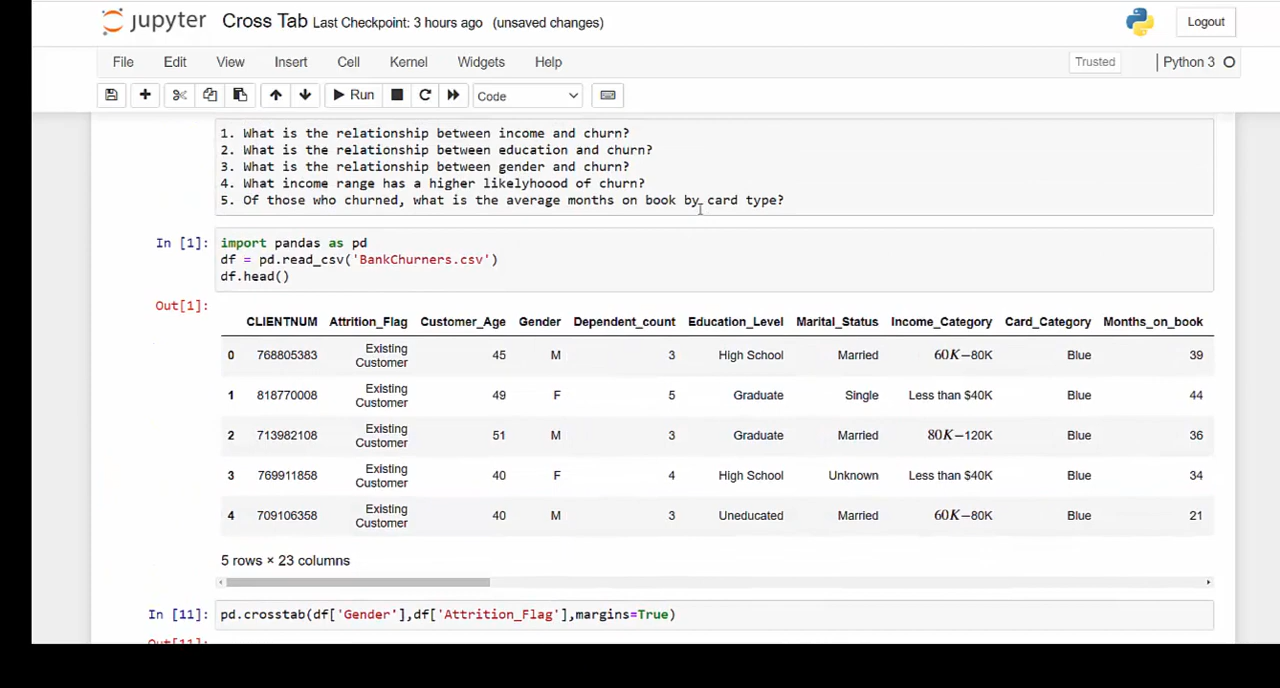 jupyter Cross Tab Last Checkpoint: 3 hours ago (unsaved changes) Logout
File Edit View Insert Cell Kernel Widgets Help Trusted Python 3
Run Code
1. What is the relationship between income and churn?
2. What is the relationship between education and churn?
3. What is the relationship between gender and churn?
4. What income range has a higher likelyhoood of churn?
5. Of those who churned, what is the average months on book by card type?
In [1]: import pandas as pd
df = pd.read_csv('BankChurners.csv')
df.head()
Out[1]:
CLIENTNUM Attrition_Flag Customer_Age Gender Dependent_count Education_Level Marital_Status Income_Category Card_Category Months_on_book
0 768805383 Existing Customer 45 M 3 High School Married 60K−80K Blue 39
1 818770008 Existing Customer 49 F 5 Graduate Single Less than $40K Blue 44
2 713982108 Existing Customer 51 M 3 Graduate Married 80K−120K Blue 36
3 769911858 Existing Customer 40 F 4 High School Unknown Less than $40K Blue 34
4 709106358 Existing Customer 40 M 3 Uneducated Married 60K−80K Blue 21
5 rows × 23 columns
In [11]: pd.crosstab(df['Gender'],df['Attrition_Flag'],margins=True)
Out[11]: